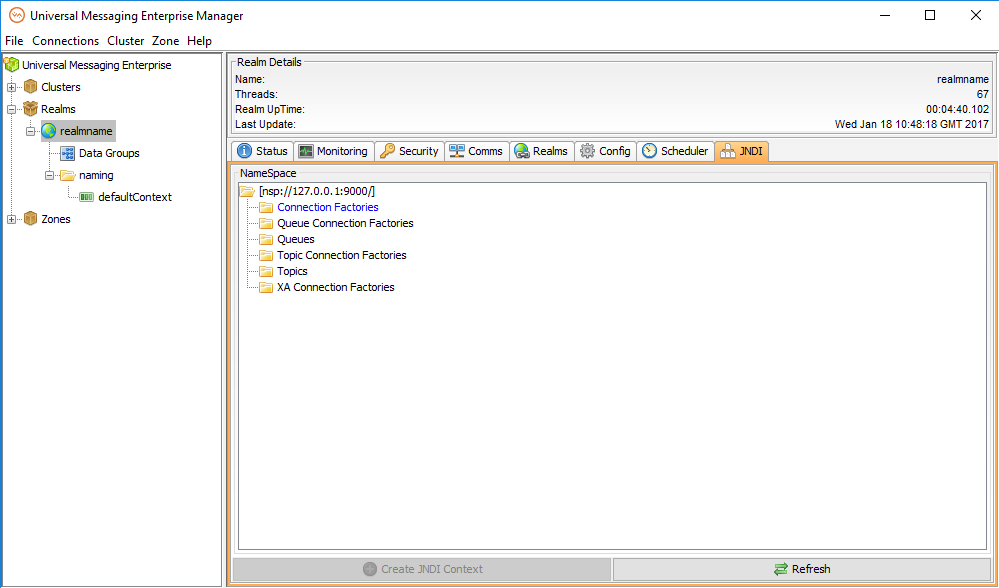 Universal Messaging Enterprise Manager
File Connections Cluster Zone Help
Universal Messaging Enterprise
Clusters
Realms
realmname
Data Groups
naming
defaultContext
Zones
Realm Details
Name: realmname
Threads: 67
Realm UpTime: 00:04:40.102
Last Update: Wed Jan 18 10:48:18 GMT 2017
Status Monitoring Security Comms Realms Config Scheduler JNDI
NameSpace
[nsp://127.0.0.1:9000/]
Connection Factories
Queue Connection Factories
Queues
Topic Connection Factories
Topics
XA Connection Factories
Create JNDI Context Refresh